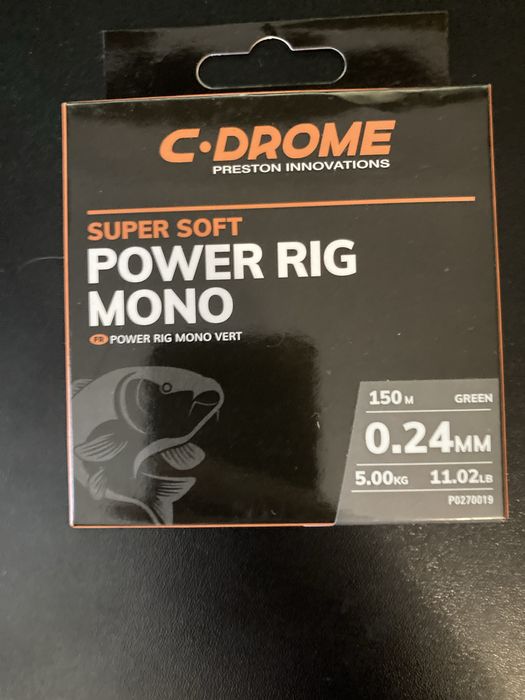 C·DROME
PRESTON INNOVATIONS
SUPER SOFT
POWER RIG
MONO
FR POWER RIG MONO VERT
150 M GREEN
0.24MM
5.00KG 11.02LB
P0270019